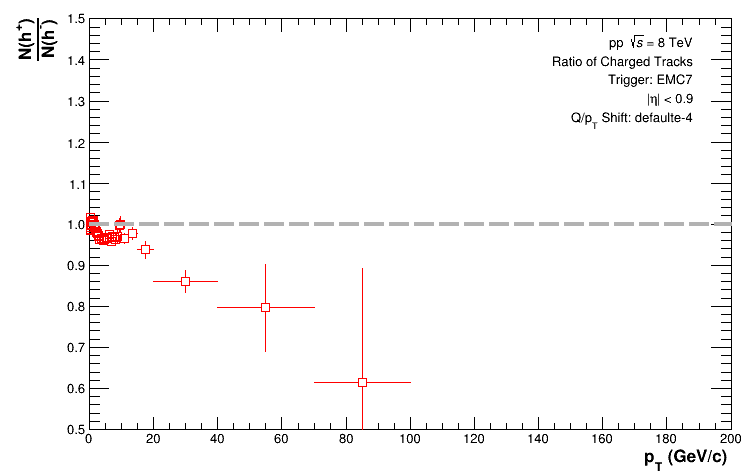 N(h⁺)
N(h⁻)
pp √s = 8 TeV
Ratio of Charged Tracks
Trigger: EMC7
|η| < 0.9
Q/p_T Shift: defaulte-4
1.5
1.4
1.3
1.2
1.1
1.0
0.9
0.8
0.7
0.6
0.5
0 20 40 60 80 100 120 140 160 180 200
p_T (GeV/c)